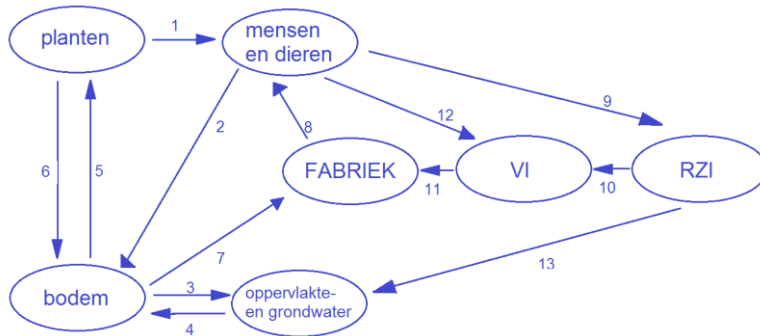 planten
1
mensen
en dieren
9
12
2
8
6
5
FABRIEK
11
VI
10
RZI
7
13
bodem
3
4
oppervlakte-
en grondwater